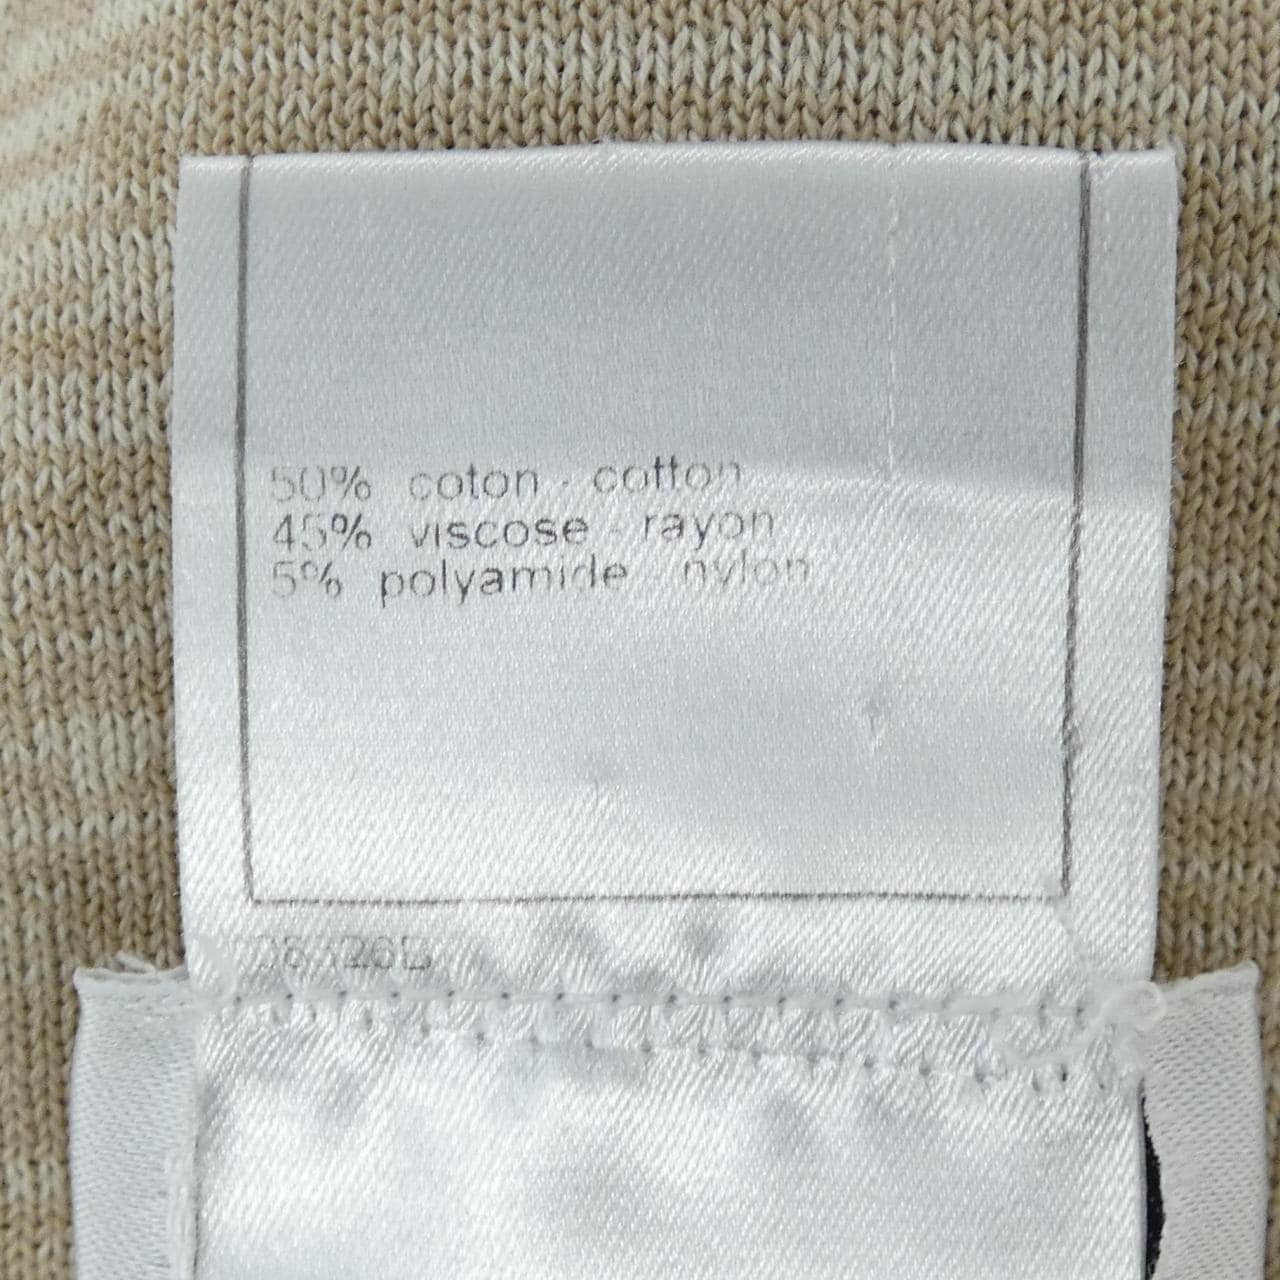 50% coton - cotton
45% viscose - rayon
5% polyamide - nylon